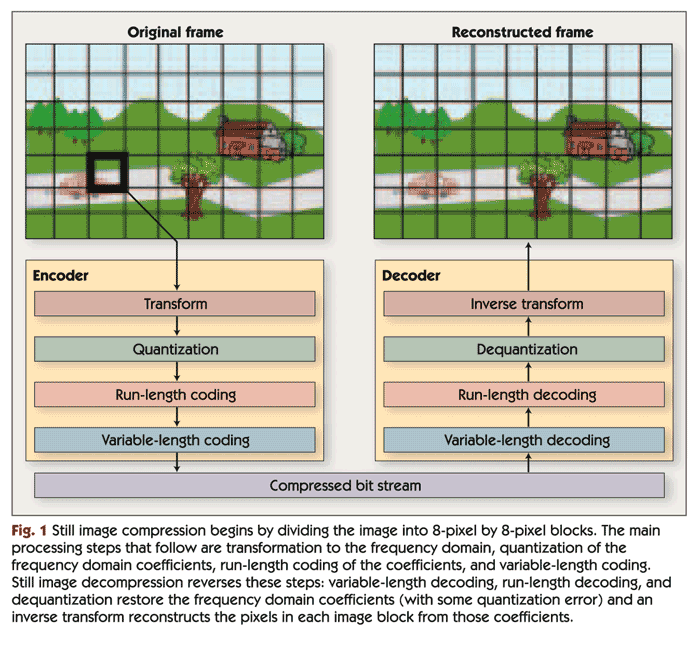 Original frame
Reconstructed frame
Encoder
Transform
Quantization
Run-length coding
Variable-length coding
Decoder
Inverse transform
Dequantization
Run-length decoding
Variable-length decoding
Compressed bit stream
Fig. 1 Still image compression begins by dividing the image into 8-pixel by 8-pixel blocks. The main
processing steps that follow are transformation to the frequency domain, quantization of the
frequency domain coefficients, run-length coding of the coefficients, and variable-length coding.
Still image decompression reverses these steps: variable-length decoding, run-length decoding, and
dequantization restore the frequency domain coefficients (with some quantization error) and an
inverse transform reconstructs the pixels in each image block from those coefficients.